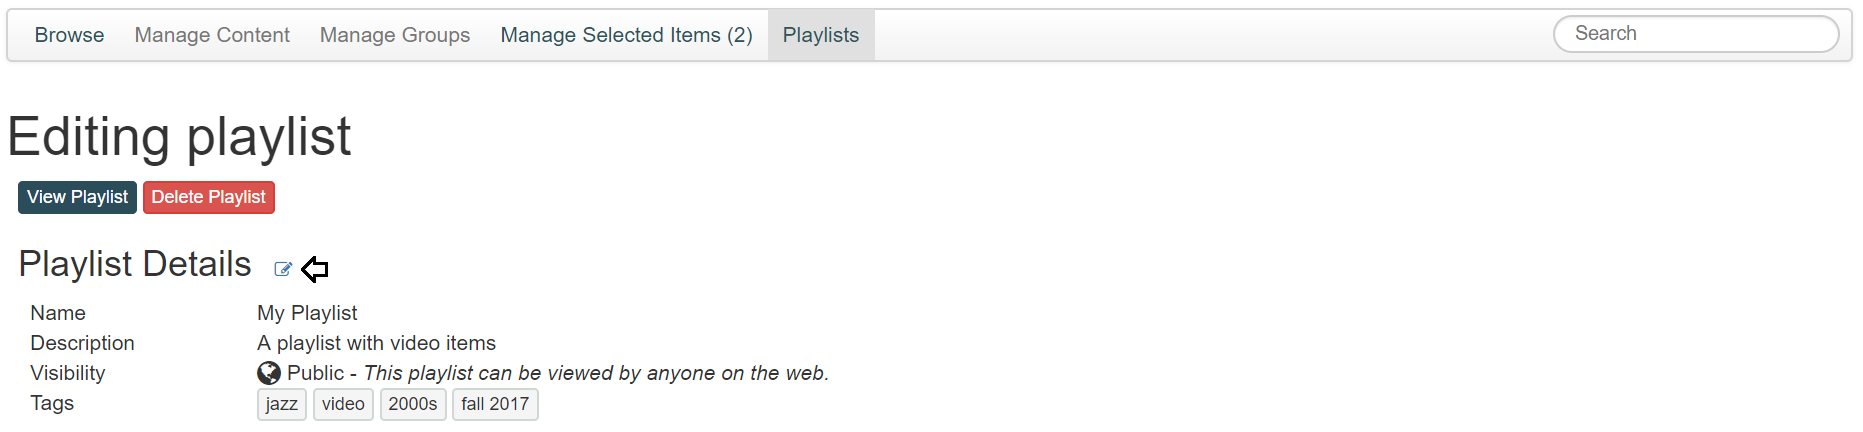 Browse Manage Content Manage Groups Manage Selected Items (2) Playlists Search
Editing playlist
View Playlist Delete Playlist
Playlist Details
Name My Playlist
Description A playlist with video items
Visibility Public - This playlist can be viewed by anyone on the web.
Tags jazz video 2000s fall 2017